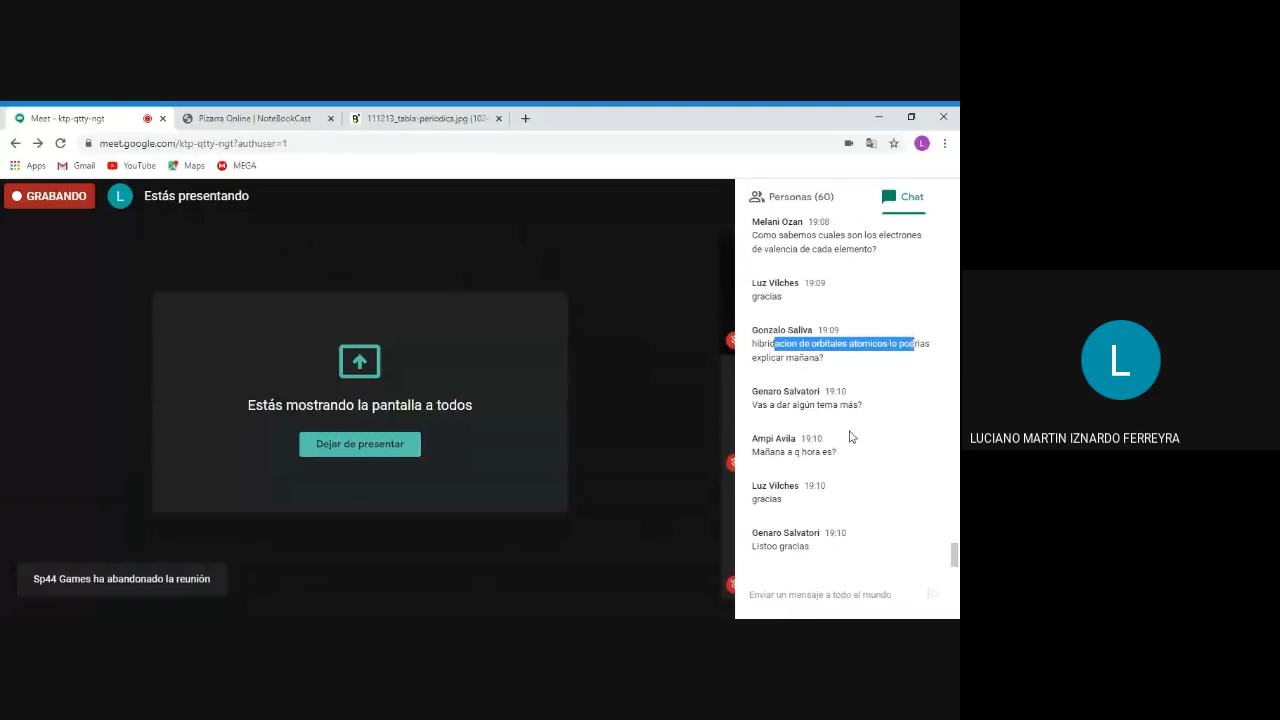 Meet - ktp-qtty-ngt
Pizarra Online | NoteBookCast
111213_tabla-periodica.jpg (102
meet.google.com/ktp-qtty-ngt?authuser=1
Apps Gmail YouTube Maps MEGA
GRABANDO
L
Estás presentando
Estás mostrando la pantalla a todos
Dejar de presentar
Sp44 Games ha abandonado la reunión
Personas (60)
Chat
Melani Ozan 19:08
Como sabemos cuales son los electrones
de valencia de cada elemento?
Luz Vilches 19:09
gracias
Gonzalo Saliva 19:09
hibridacion de orbitales atomicos lo podrias
explicar mañana?
Genaro Salvatori 19:10
Vas a dar algún tema más?
Ampi Avila 19:10
Mañana a q hora es?
Luz Vilches 19:10
gracias
Genaro Salvatori 19:10
Listoo gracias
Enviar un mensaje a todo el mundo
L
LUCIANO MARTIN IZNARDO FERREYRA